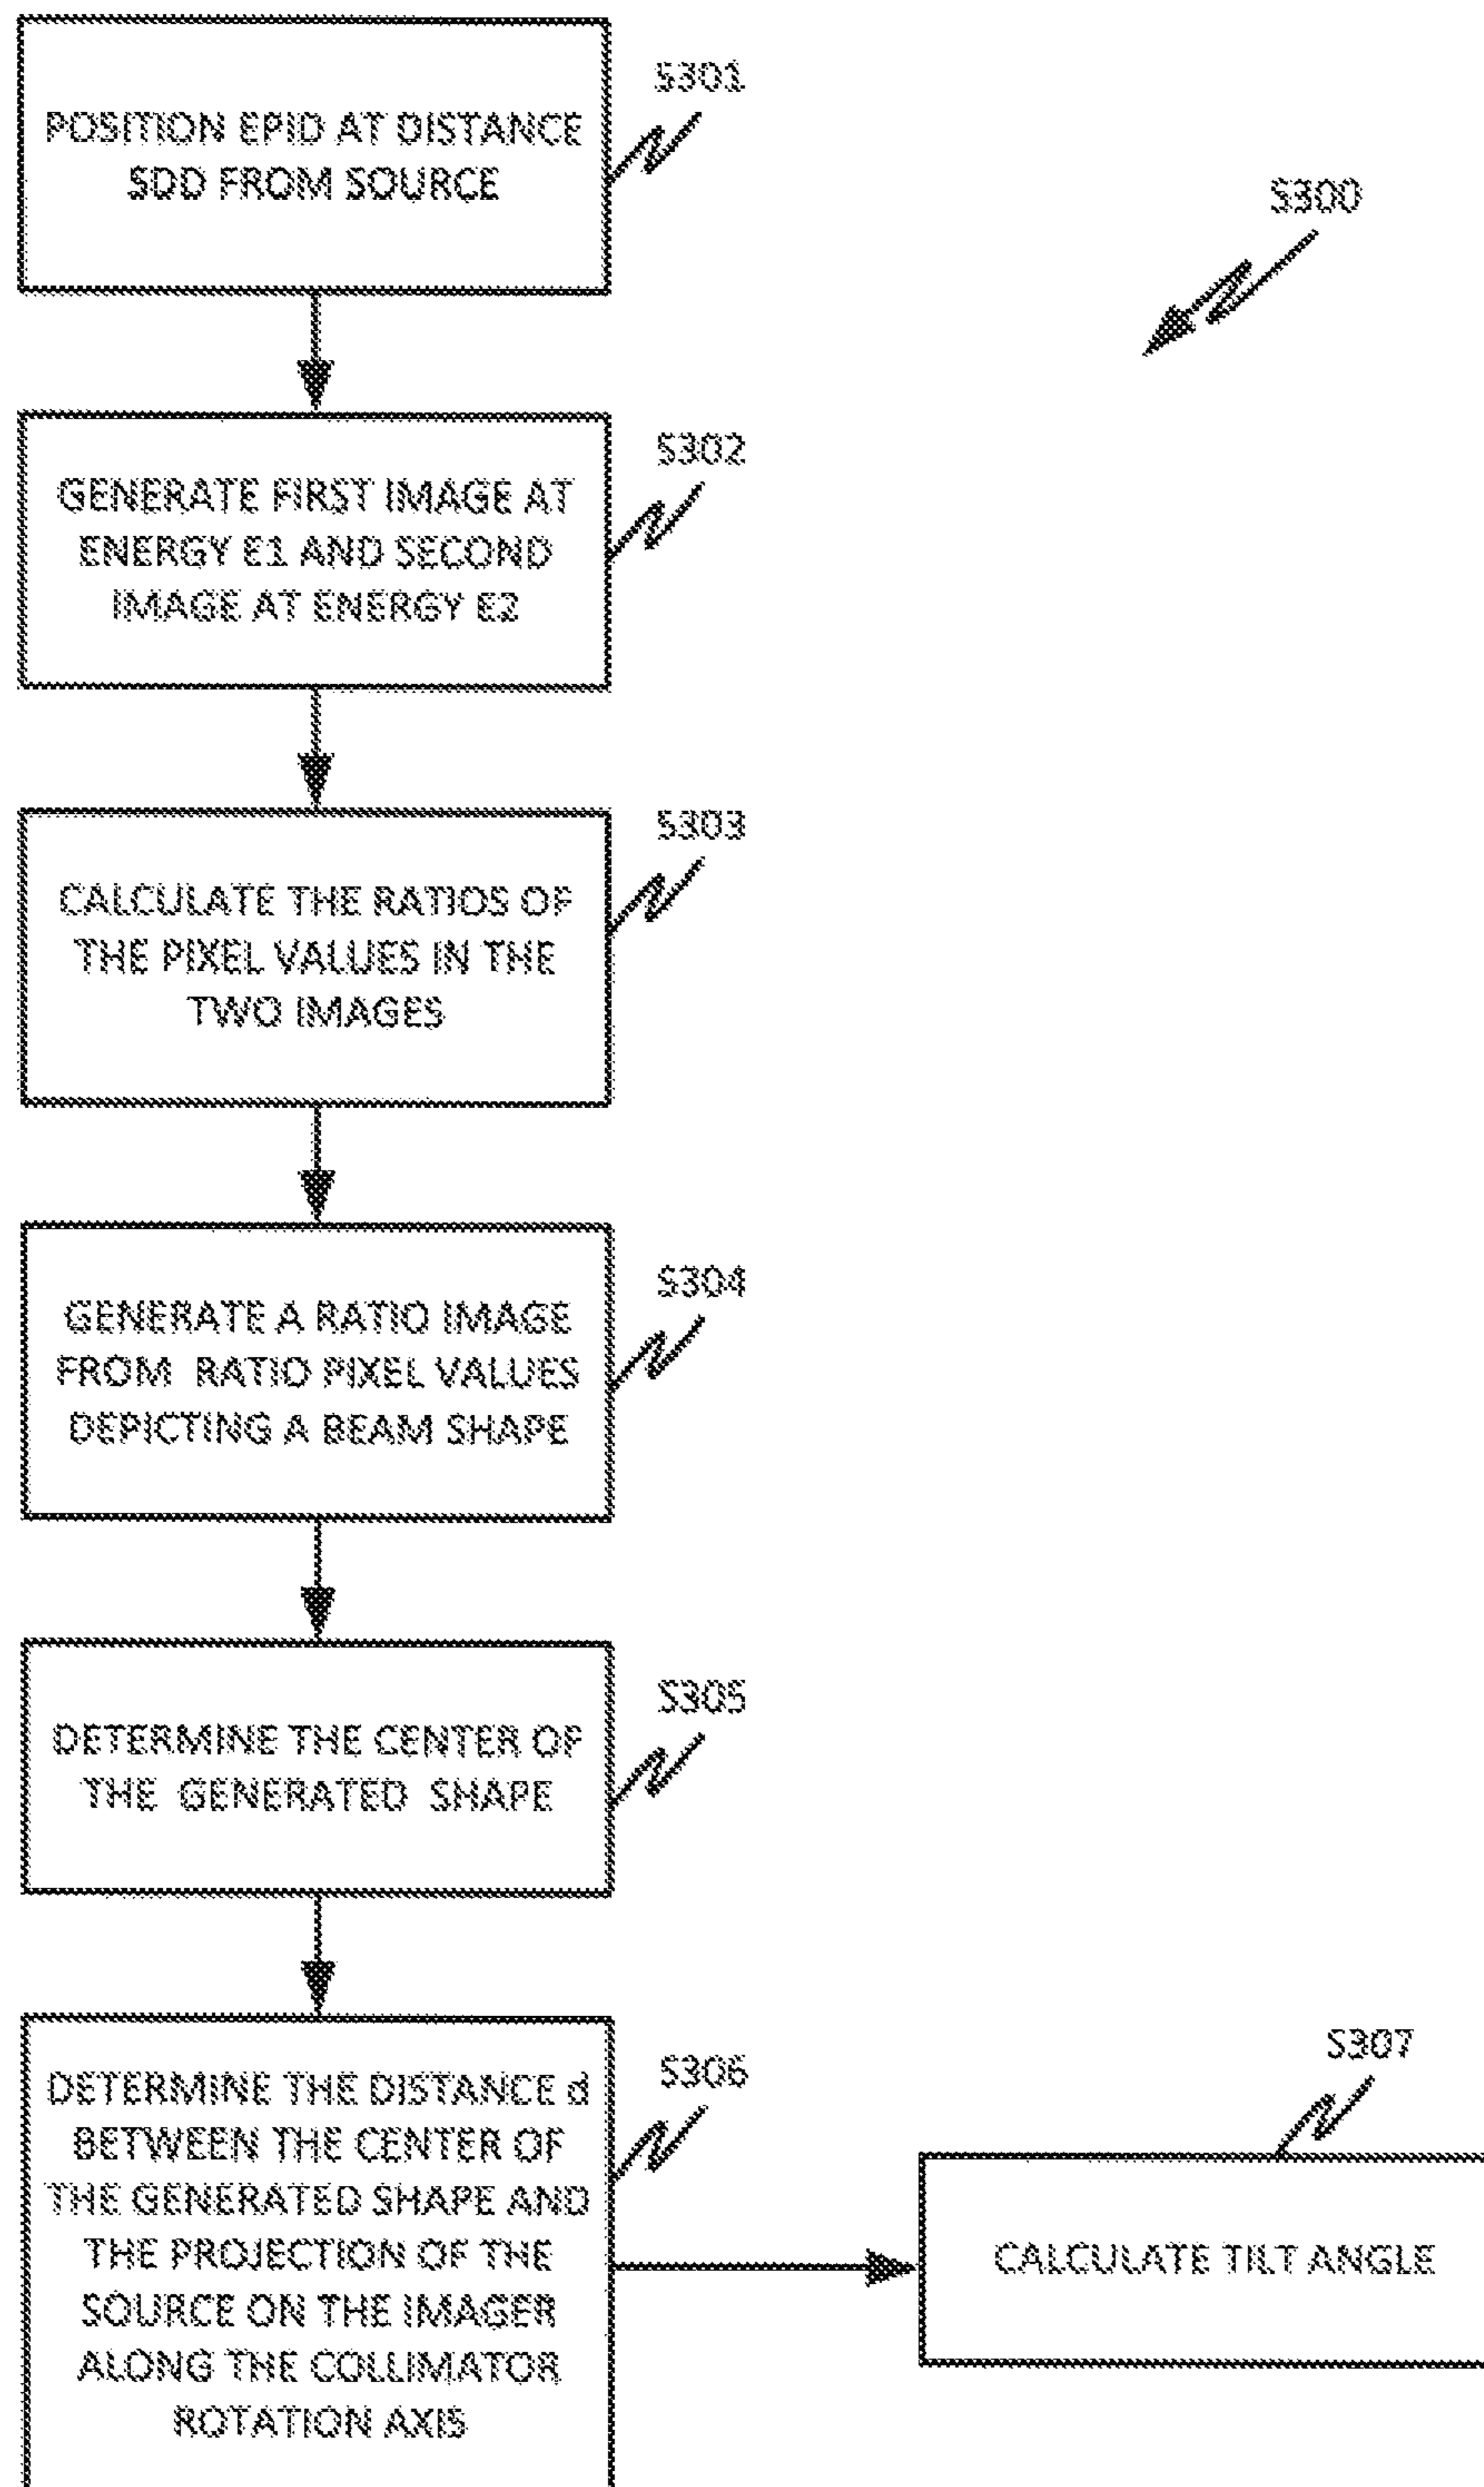 S301
POSITION EPID AT DISTANCE
SDD FROM SOURCE
S300
S302
GENERATE FIRST IMAGE AT
ENERGY E1 AND SECOND
IMAGE AT ENERGY E2
S303
CALCULATE THE RATIOS OF
THE PIXEL VALUES IN THE
TWO IMAGES
S304
GENERATE A RATIO IMAGE
FROM RATIO PIXEL VALUES
DEPICTING A BEAM SHAPE
S305
DETERMINE THE CENTER OF
THE GENERATED SHAPE
S306
DETERMINE THE DISTANCE d
BETWEEN THE CENTER OF
THE GENERATED SHAPE AND
THE PROJECTION OF THE
SOURCE ON THE IMAGER
ALONG THE COLLIMATOR
ROTATION AXIS
S307
CALCULATE TILT ANGLE